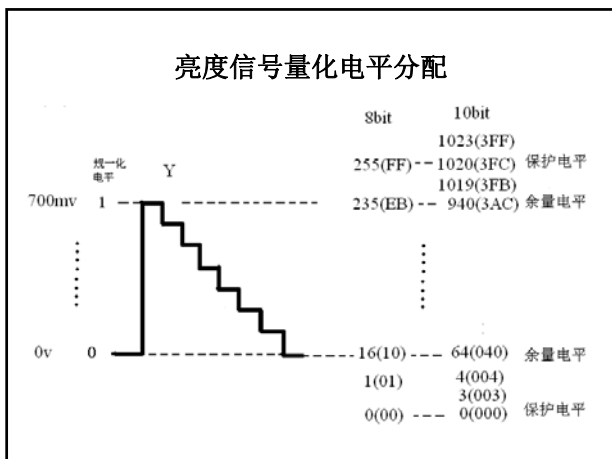 亮度信号量化电平分配
8bit 10bit
1023(3FF)
规一化
电平
Y
255(FF) 1020(3FC) 保护电平
1019(3FB)
700mv 1 235(EB) 940(3AC) 余量电平
0v 0 16(10) 64(040) 余量电平
1(01) 4(004)
3(003)
0(00) 0(000) 保护电平